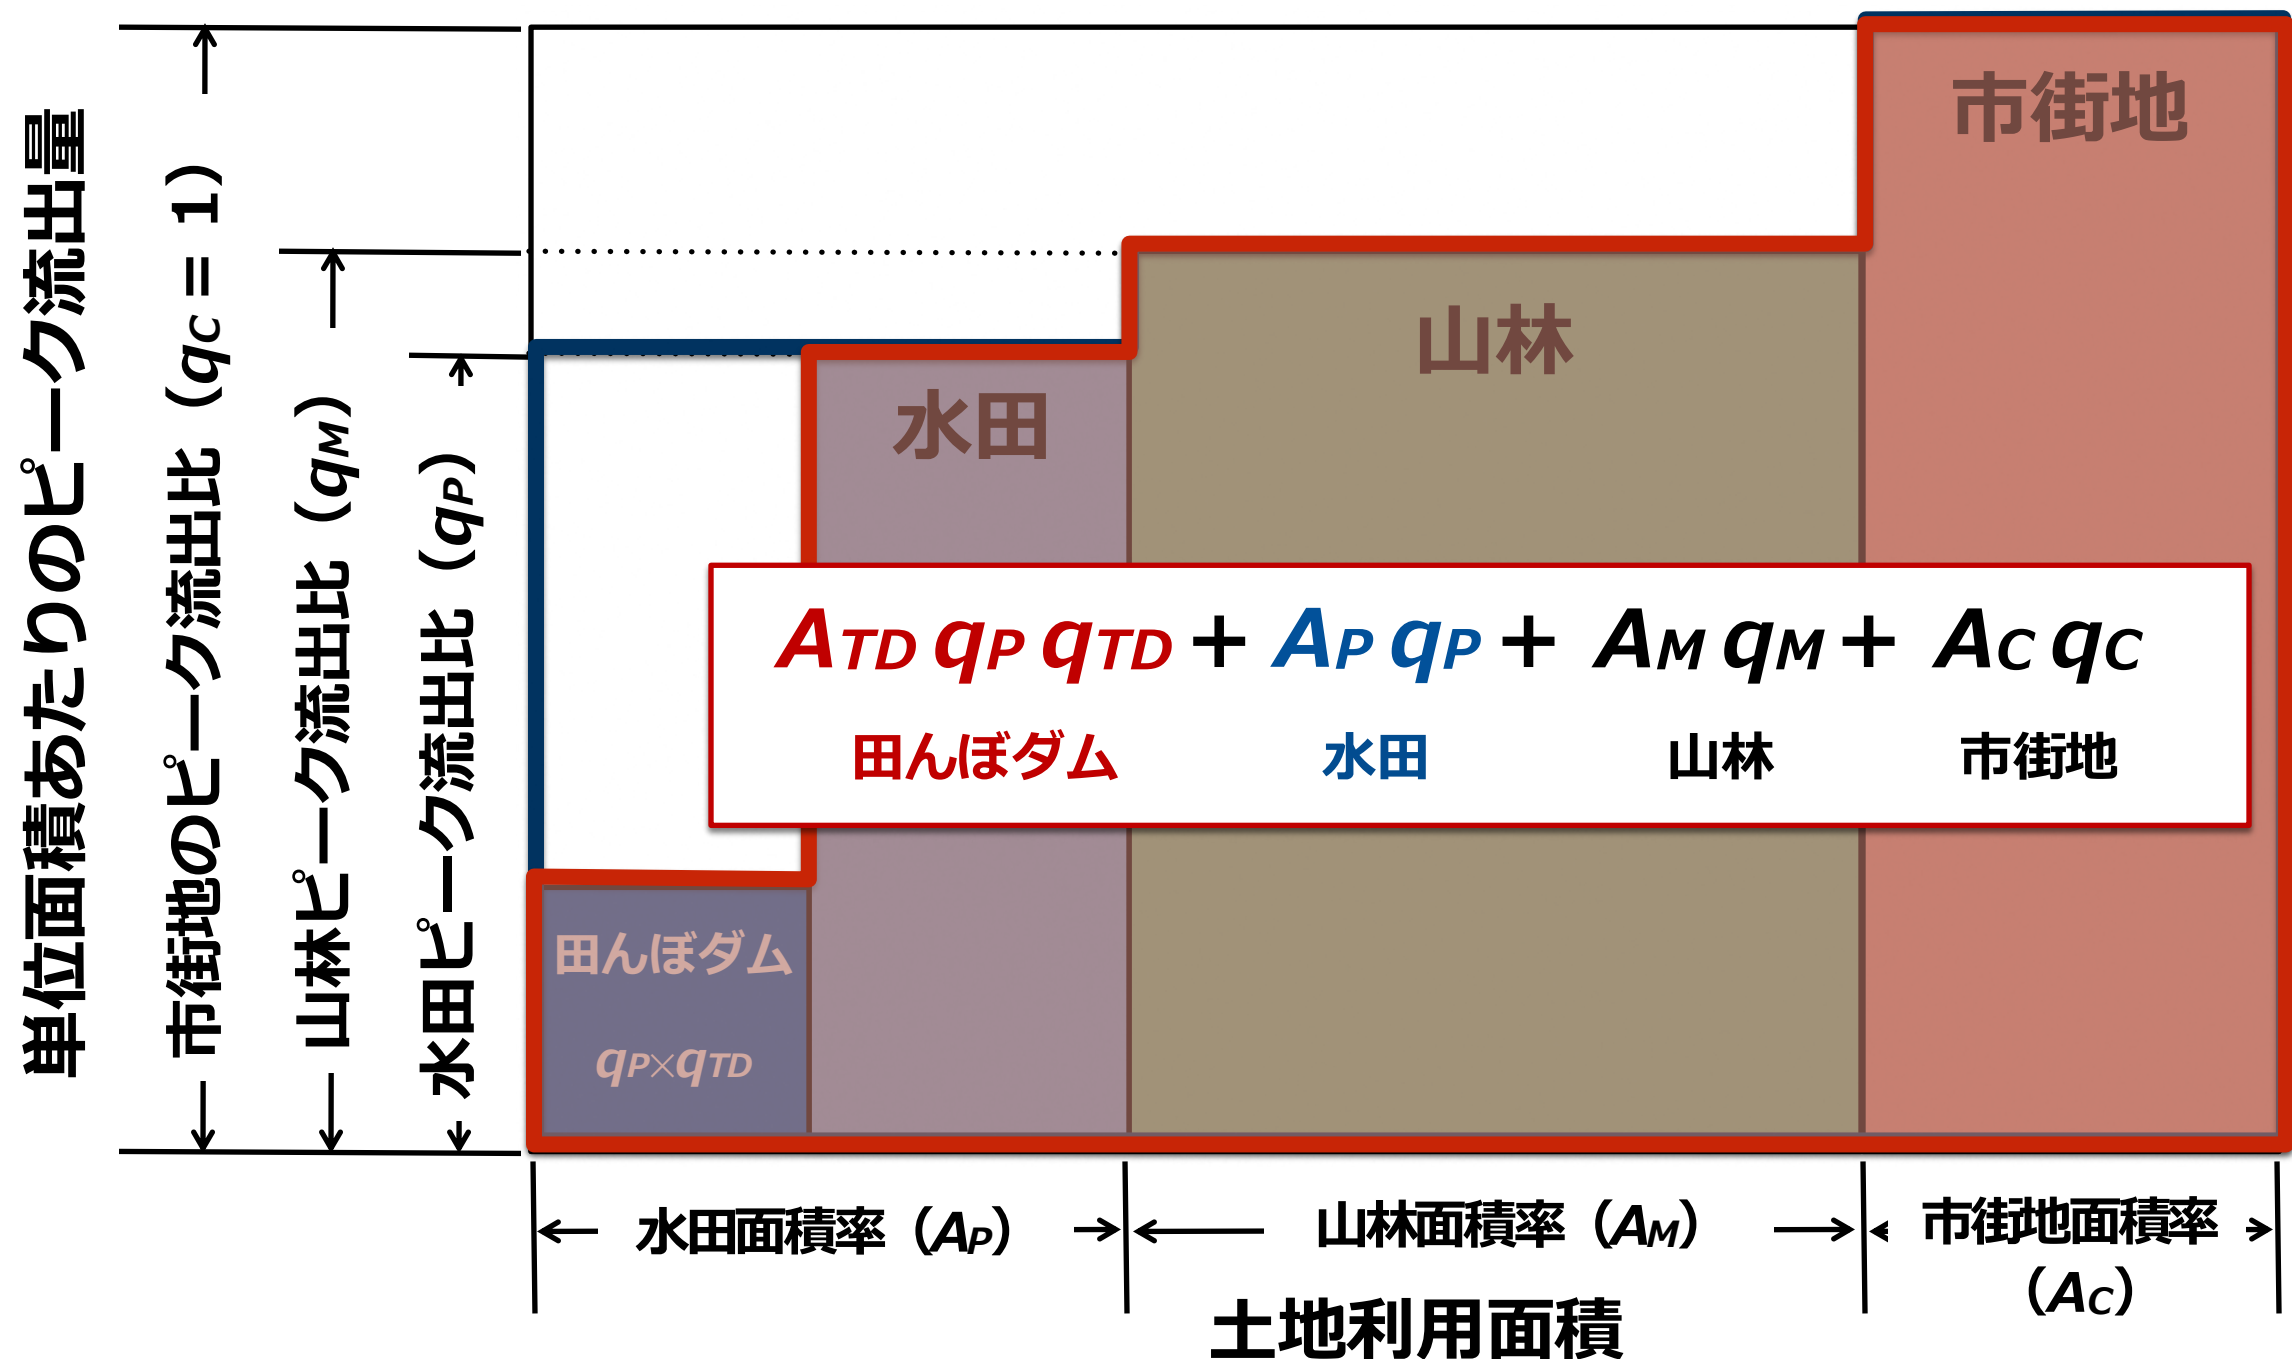 単位面積あたりのピーク流出量
市街地のピーク流出比（qC = 1）
山林ピーク流出比（qM）
水田ピーク流出比（qP）
市街地
山林
水田
ATD qP qTD + AP qP + AM qM + AC qC
田んぼダム 水田 山林 市街地
田んぼダム
qP×qTD
水田面積率（AP） 山林面積率（AM） 市街地面積率
（AC）
土地利用面積